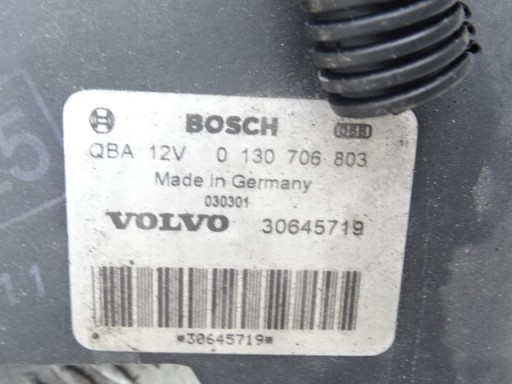 BOSCH
QBA 12V 0 130 706 803
Made in Germany
030301
VOLVO 30645719
*30645719*